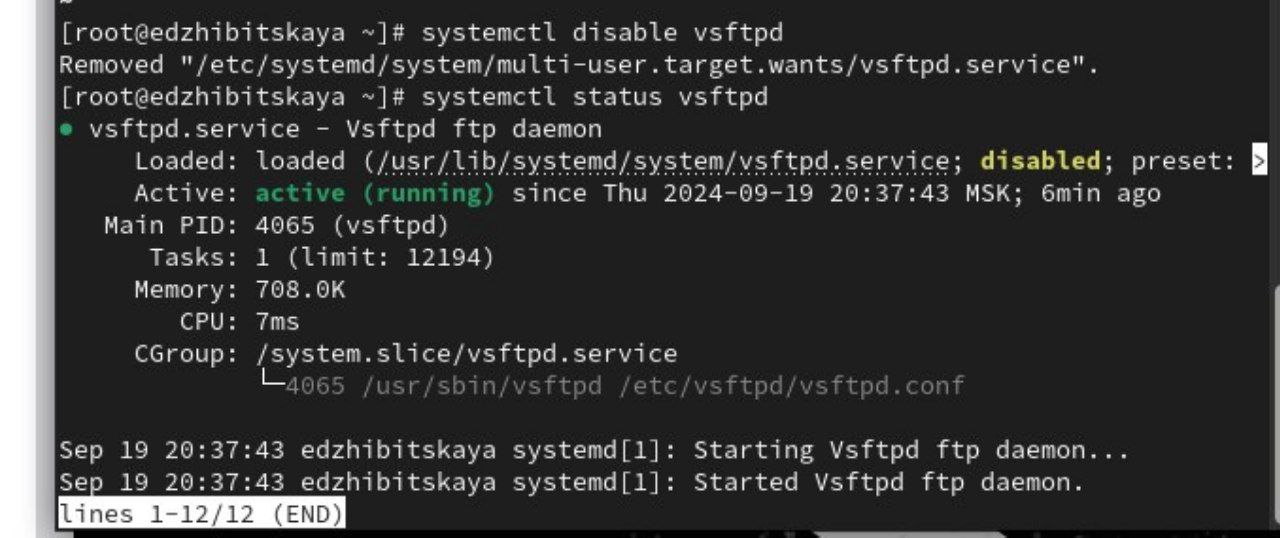 [root@edzhibitskaya ~]# systemctl disable vsftpd
Removed "/etc/systemd/system/multi-user.target.wants/vsftpd.service".
[root@edzhibitskaya ~]# systemctl status vsftpd
● vsftpd.service - Vsftpd ftp daemon
     Loaded: loaded (/usr/lib/systemd/system/vsftpd.service; disabled; preset: >
     Active: active (running) since Thu 2024-09-19 20:37:43 MSK; 6min ago
   Main PID: 4065 (vsftpd)
      Tasks: 1 (limit: 12194)
     Memory: 708.0K
        CPU: 7ms
     CGroup: /system.slice/vsftpd.service
             └─4065 /usr/sbin/vsftpd /etc/vsftpd/vsftpd.conf
Sep 19 20:37:43 edzhibitskaya systemd[1]: Starting Vsftpd ftp daemon...
Sep 19 20:37:43 edzhibitskaya systemd[1]: Started Vsftpd ftp daemon.
lines 1-12/12 (END)